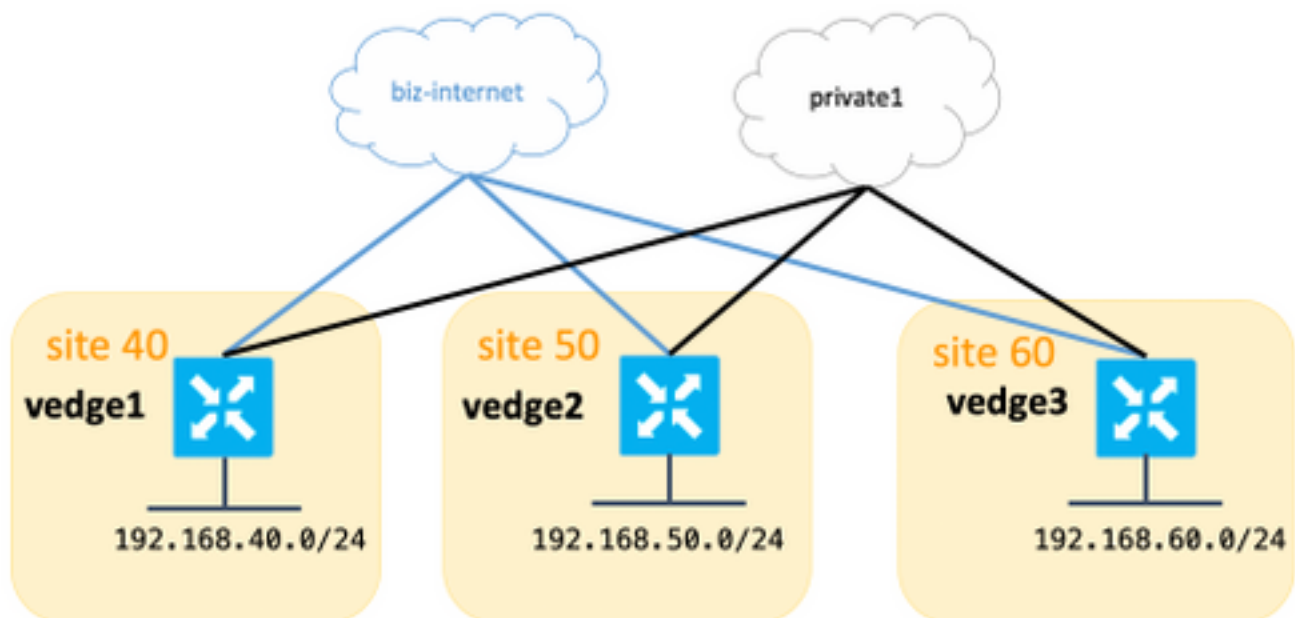 biz-internet
private1
site 40
vedge1
192.168.40.0/24
site 50
vedge2
192.168.50.0/24
site 60
vedge3
192.168.60.0/24